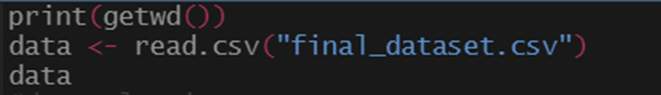 print(getwd())
data <- read.csv("final_dataset.csv")
data